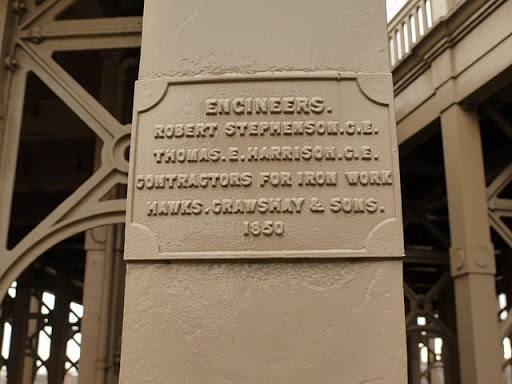 ENGINEERS.
ROBERT STEPHENSON.C.E.
THOMAS.E.HARRISON.C.E.
CONTRACTORS FOR IRON WORK
HAWKS.CRAWSHAY & SONS.
1850